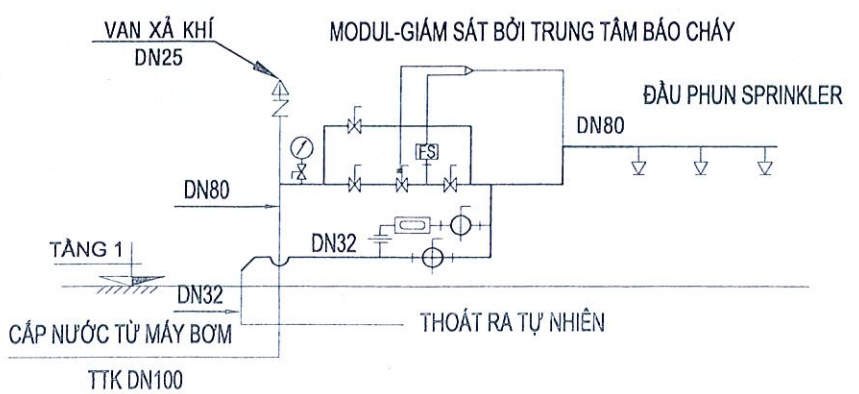 VAN XẢ KHÍ
DN25
MODUL-GIÁM SÁT BỞI TRUNG TÂM BÁO CHÁY
ĐẦU PHUN SPRINKLER
DN80
FS
DN80
DN32
TẦNG 1
DN32
THOÁT RA TỰ NHIÊN
CẤP NƯỚC TỪ MÁY BƠM
TTK DN100